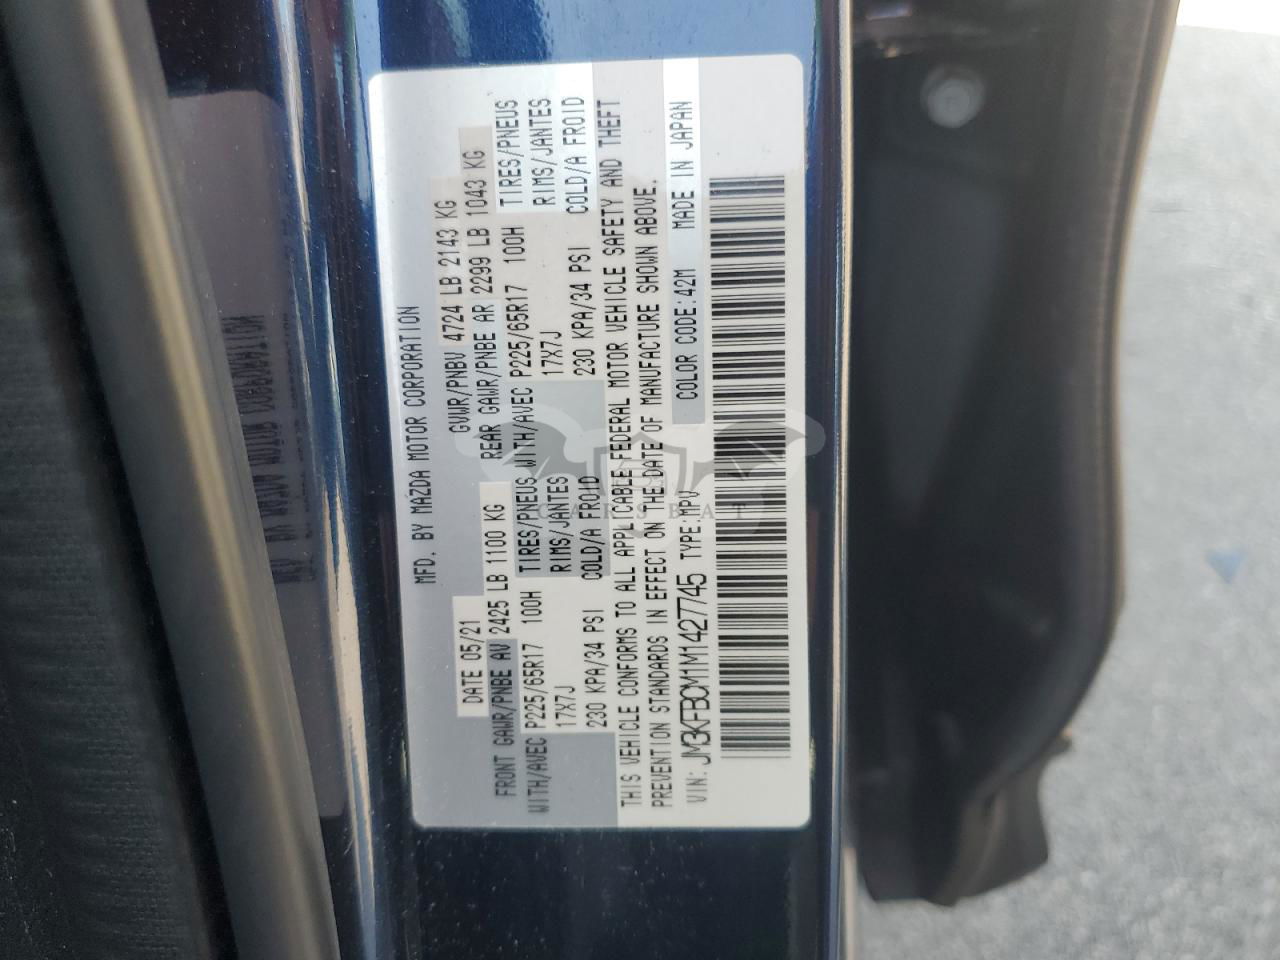 MFD. BY MAZDA MOTOR CORPORATION
DATE 05/21 GVWR/PNBV 4724 LB 2143 KG
FRONT GAWR/PNBE AV 2425 LB 1100 KG REAR GAWR/PNBE AR 2299 LB 1043 KG
WITH/AVEC P225/65R17 100H TIRES/PNEUS WITH/AVEC P225/65R17 100H TIRES/PNEUS
17X7J RIMS/JANTES 17X7J RIMS/JANTES
230 KPA/34 PSI COLD/A FROID 230 KPA/34 PSI COLD/A FROID
THIS VEHICLE CONFORMS TO ALL APPLICABLE FEDERAL MOTOR VEHICLE SAFETY AND THEFT
PREVENTION STANDARDS IN EFFECT ON THE DATE OF MANUFACTURE SHOWN ABOVE.
VIN: JM3KFBCM1M1427745 TYPE:MPV COLOR CODE:42M MADE IN JAPAN
CARSBAT